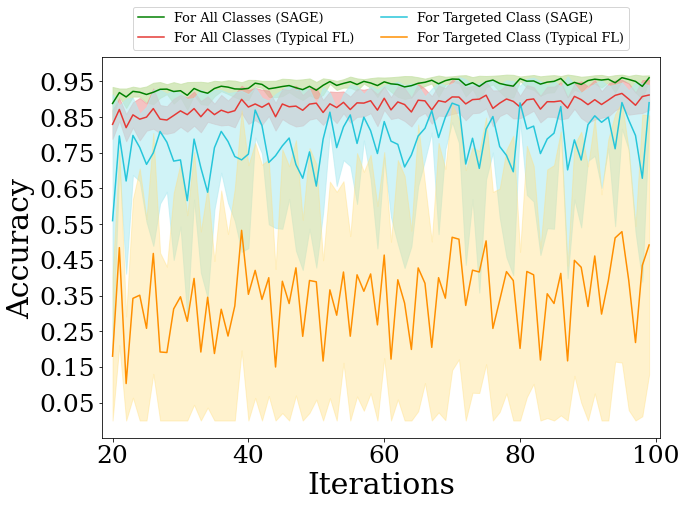 For All Classes (SAGE)
For All Classes (Typical FL)
For Targeted Class (SAGE)
For Targeted Class (Typical FL)
0.95
0.85
0.75
0.65
0.55
0.45
0.35
0.25
0.15
0.05
Accuracy
20 40 60 80 100
Iterations